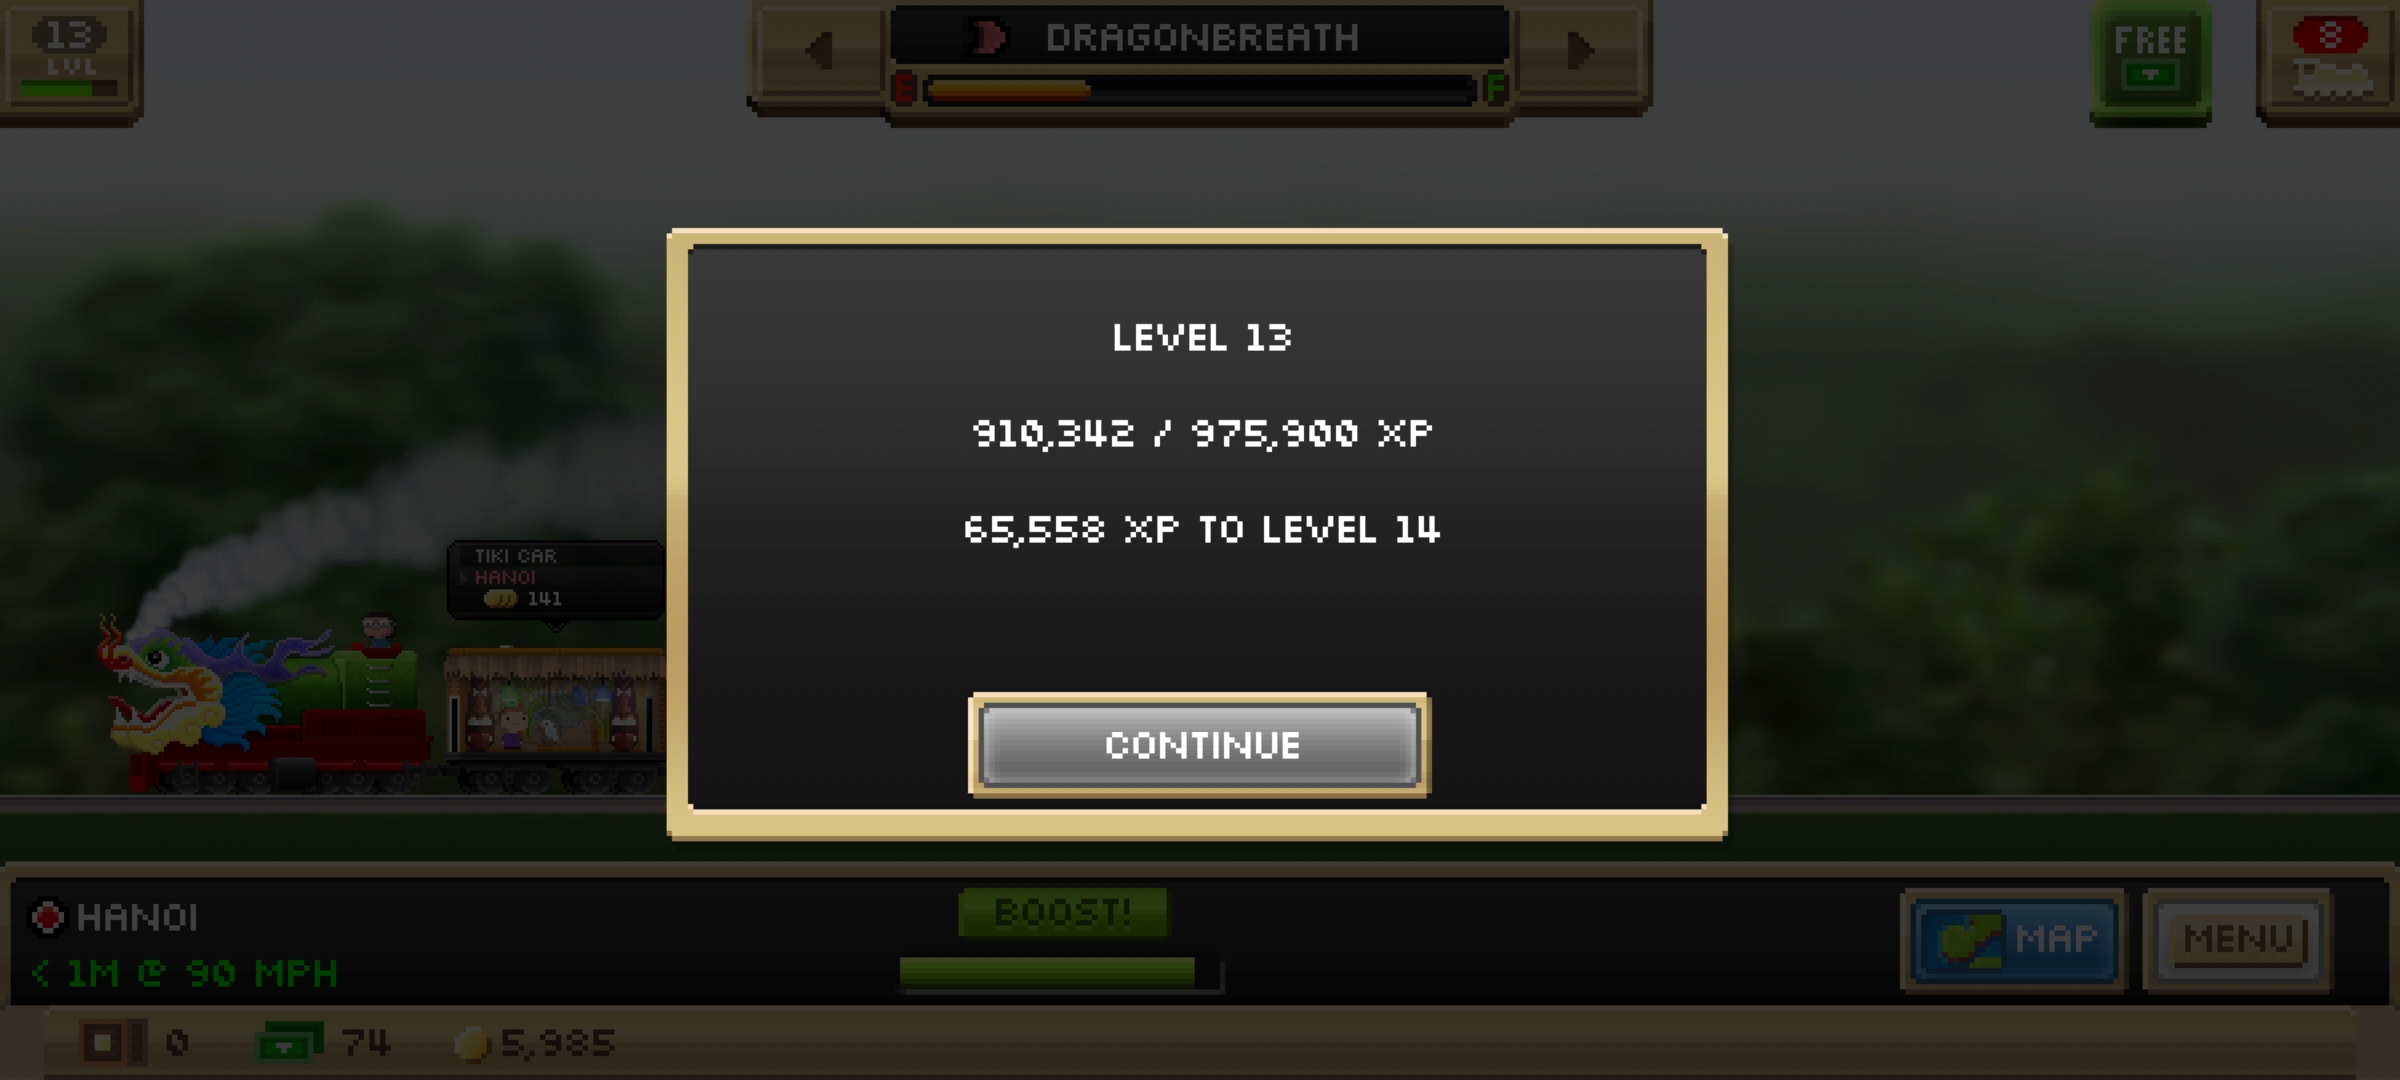 13
LVL
DRAGONBREATH
E
F
FREE
8
LEVEL 13
910,342 / 975,900 XP
65,558 XP TO LEVEL 14
CONTINUE
TIKI CAR
HANOI
141
HANOI
BOOST!
MAP
MENU
< 1M @ 90 MPH
0
74
5,985